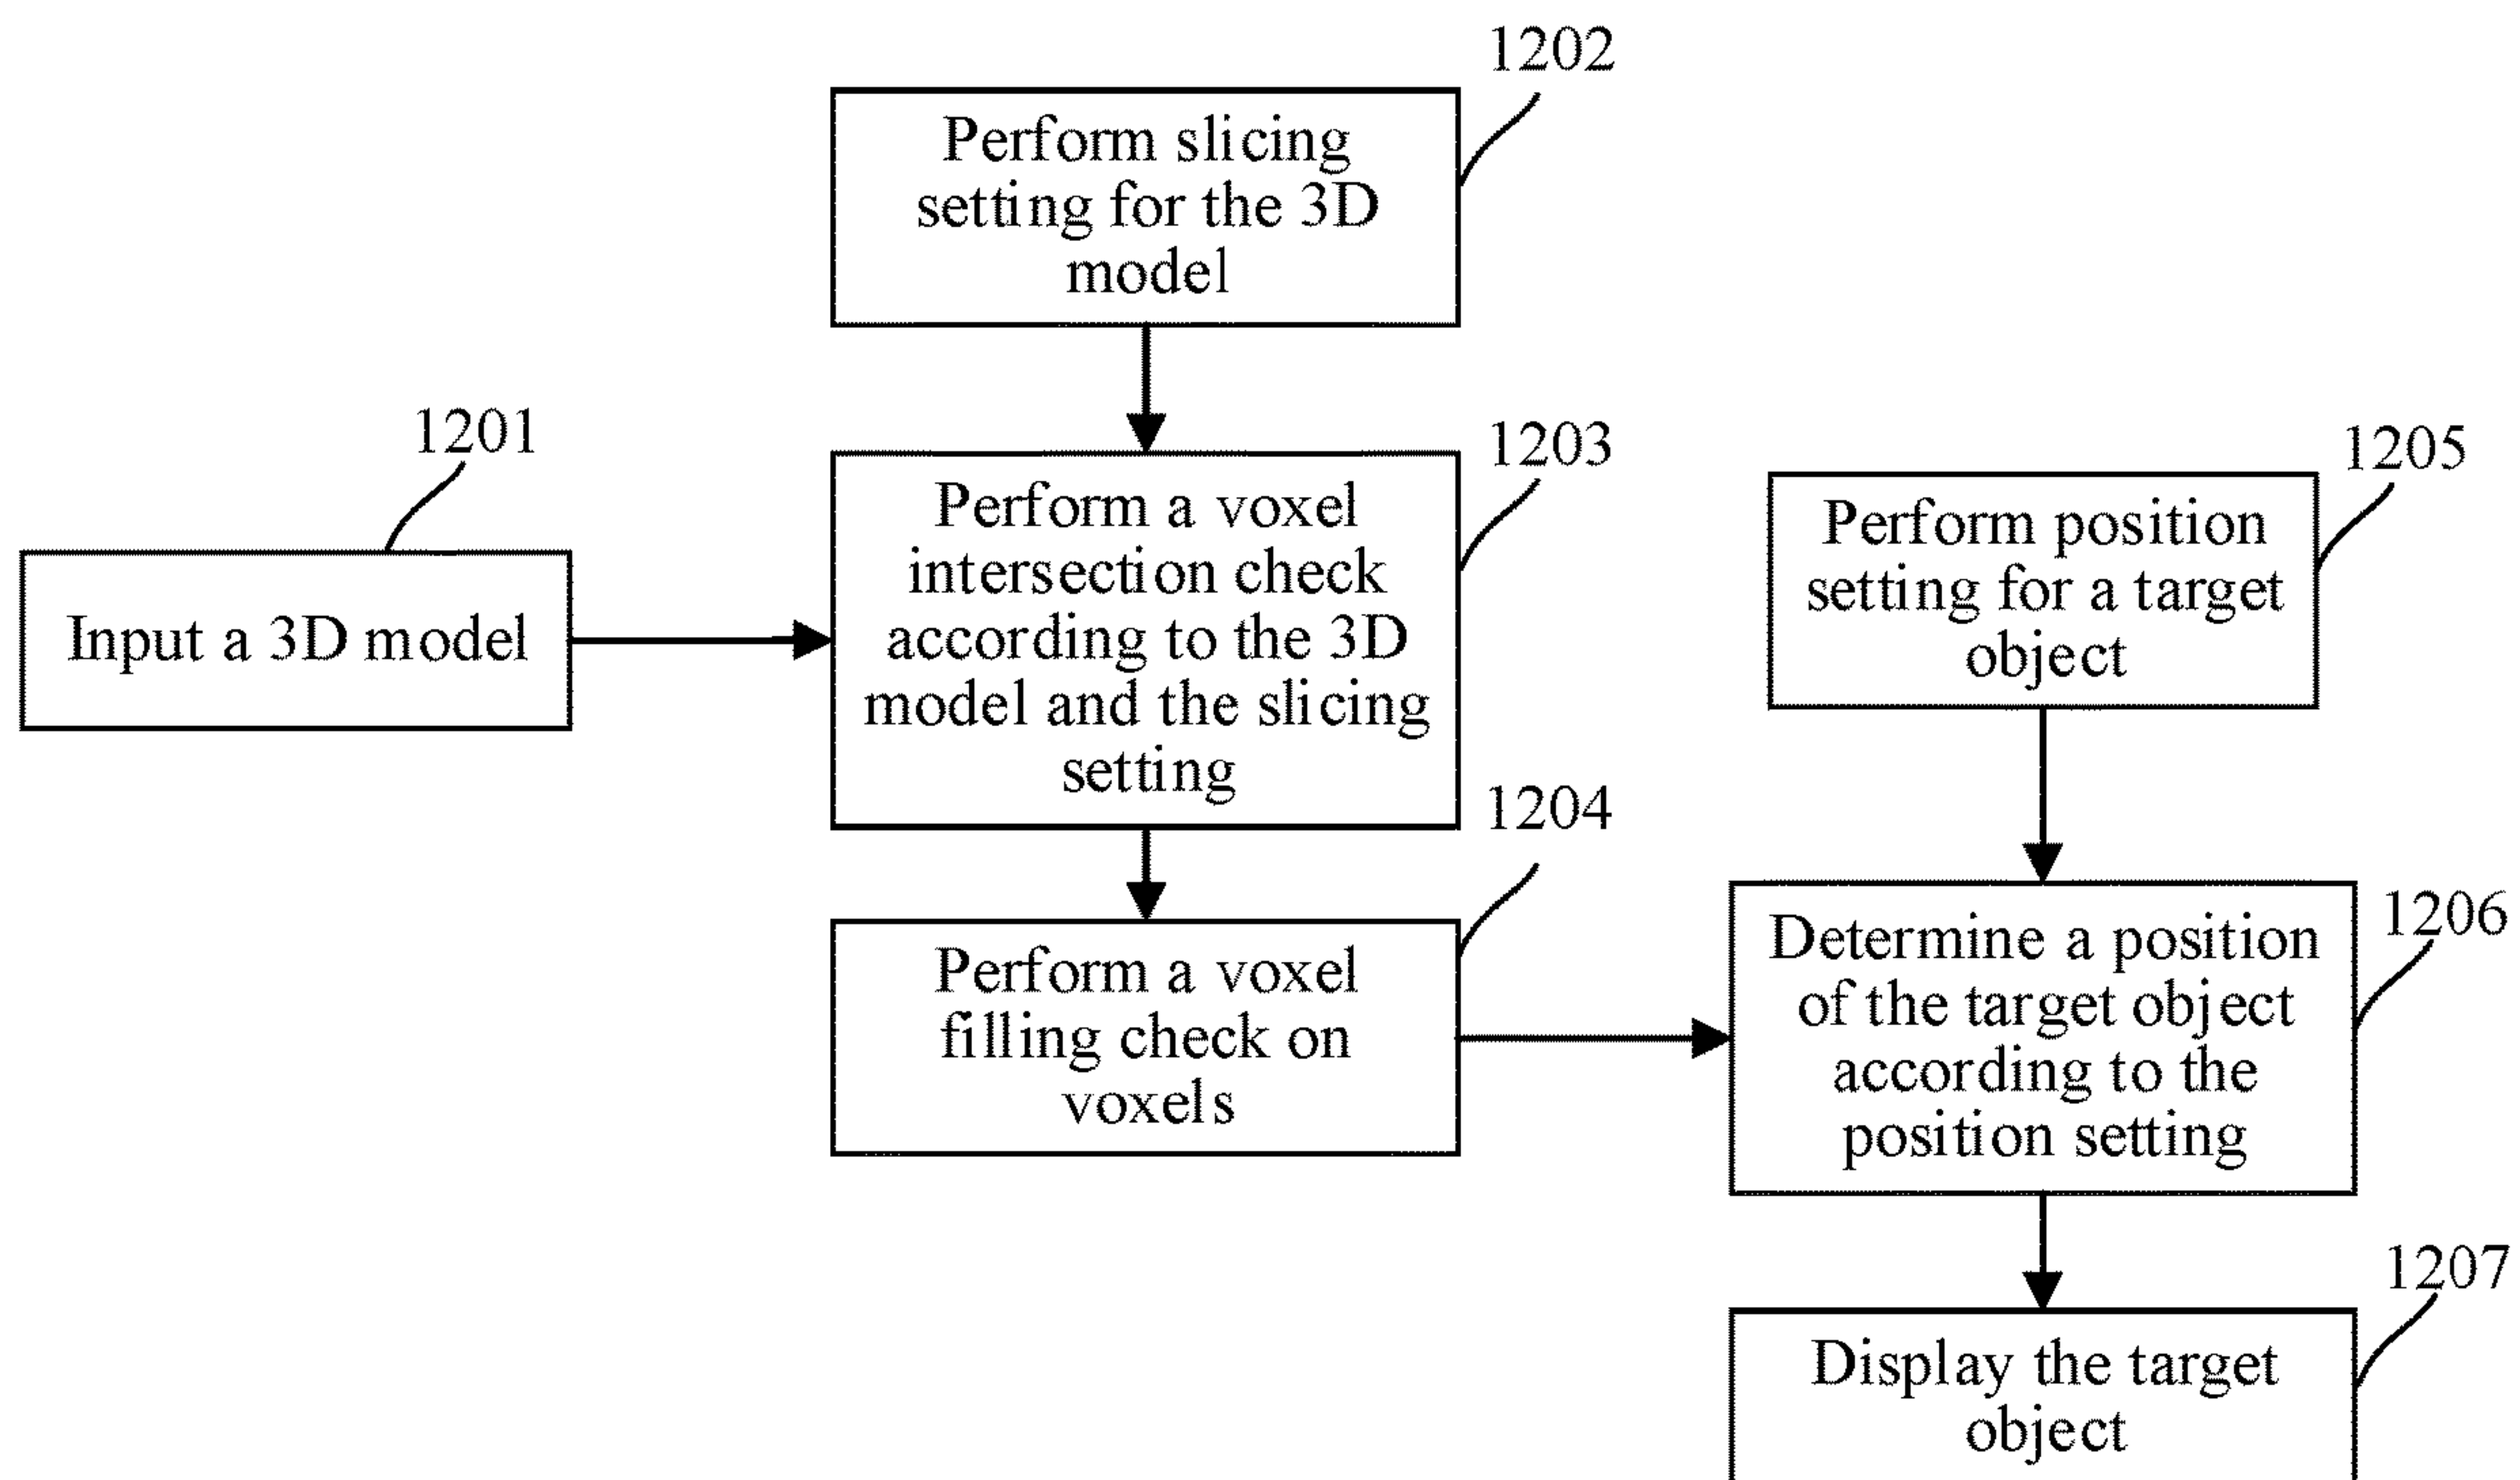 1202
Perform slicing
setting for the 3D
model
1201
Input a 3D model
1203
Perform a voxel
intersection check
according to the 3D
model and the slicing
setting
1204
Perform a voxel
filling check on
voxels
1205
Perform position
setting for a target
object
1206
Determine a position
of the target object
according to the
position setting
1207
Display the target
object